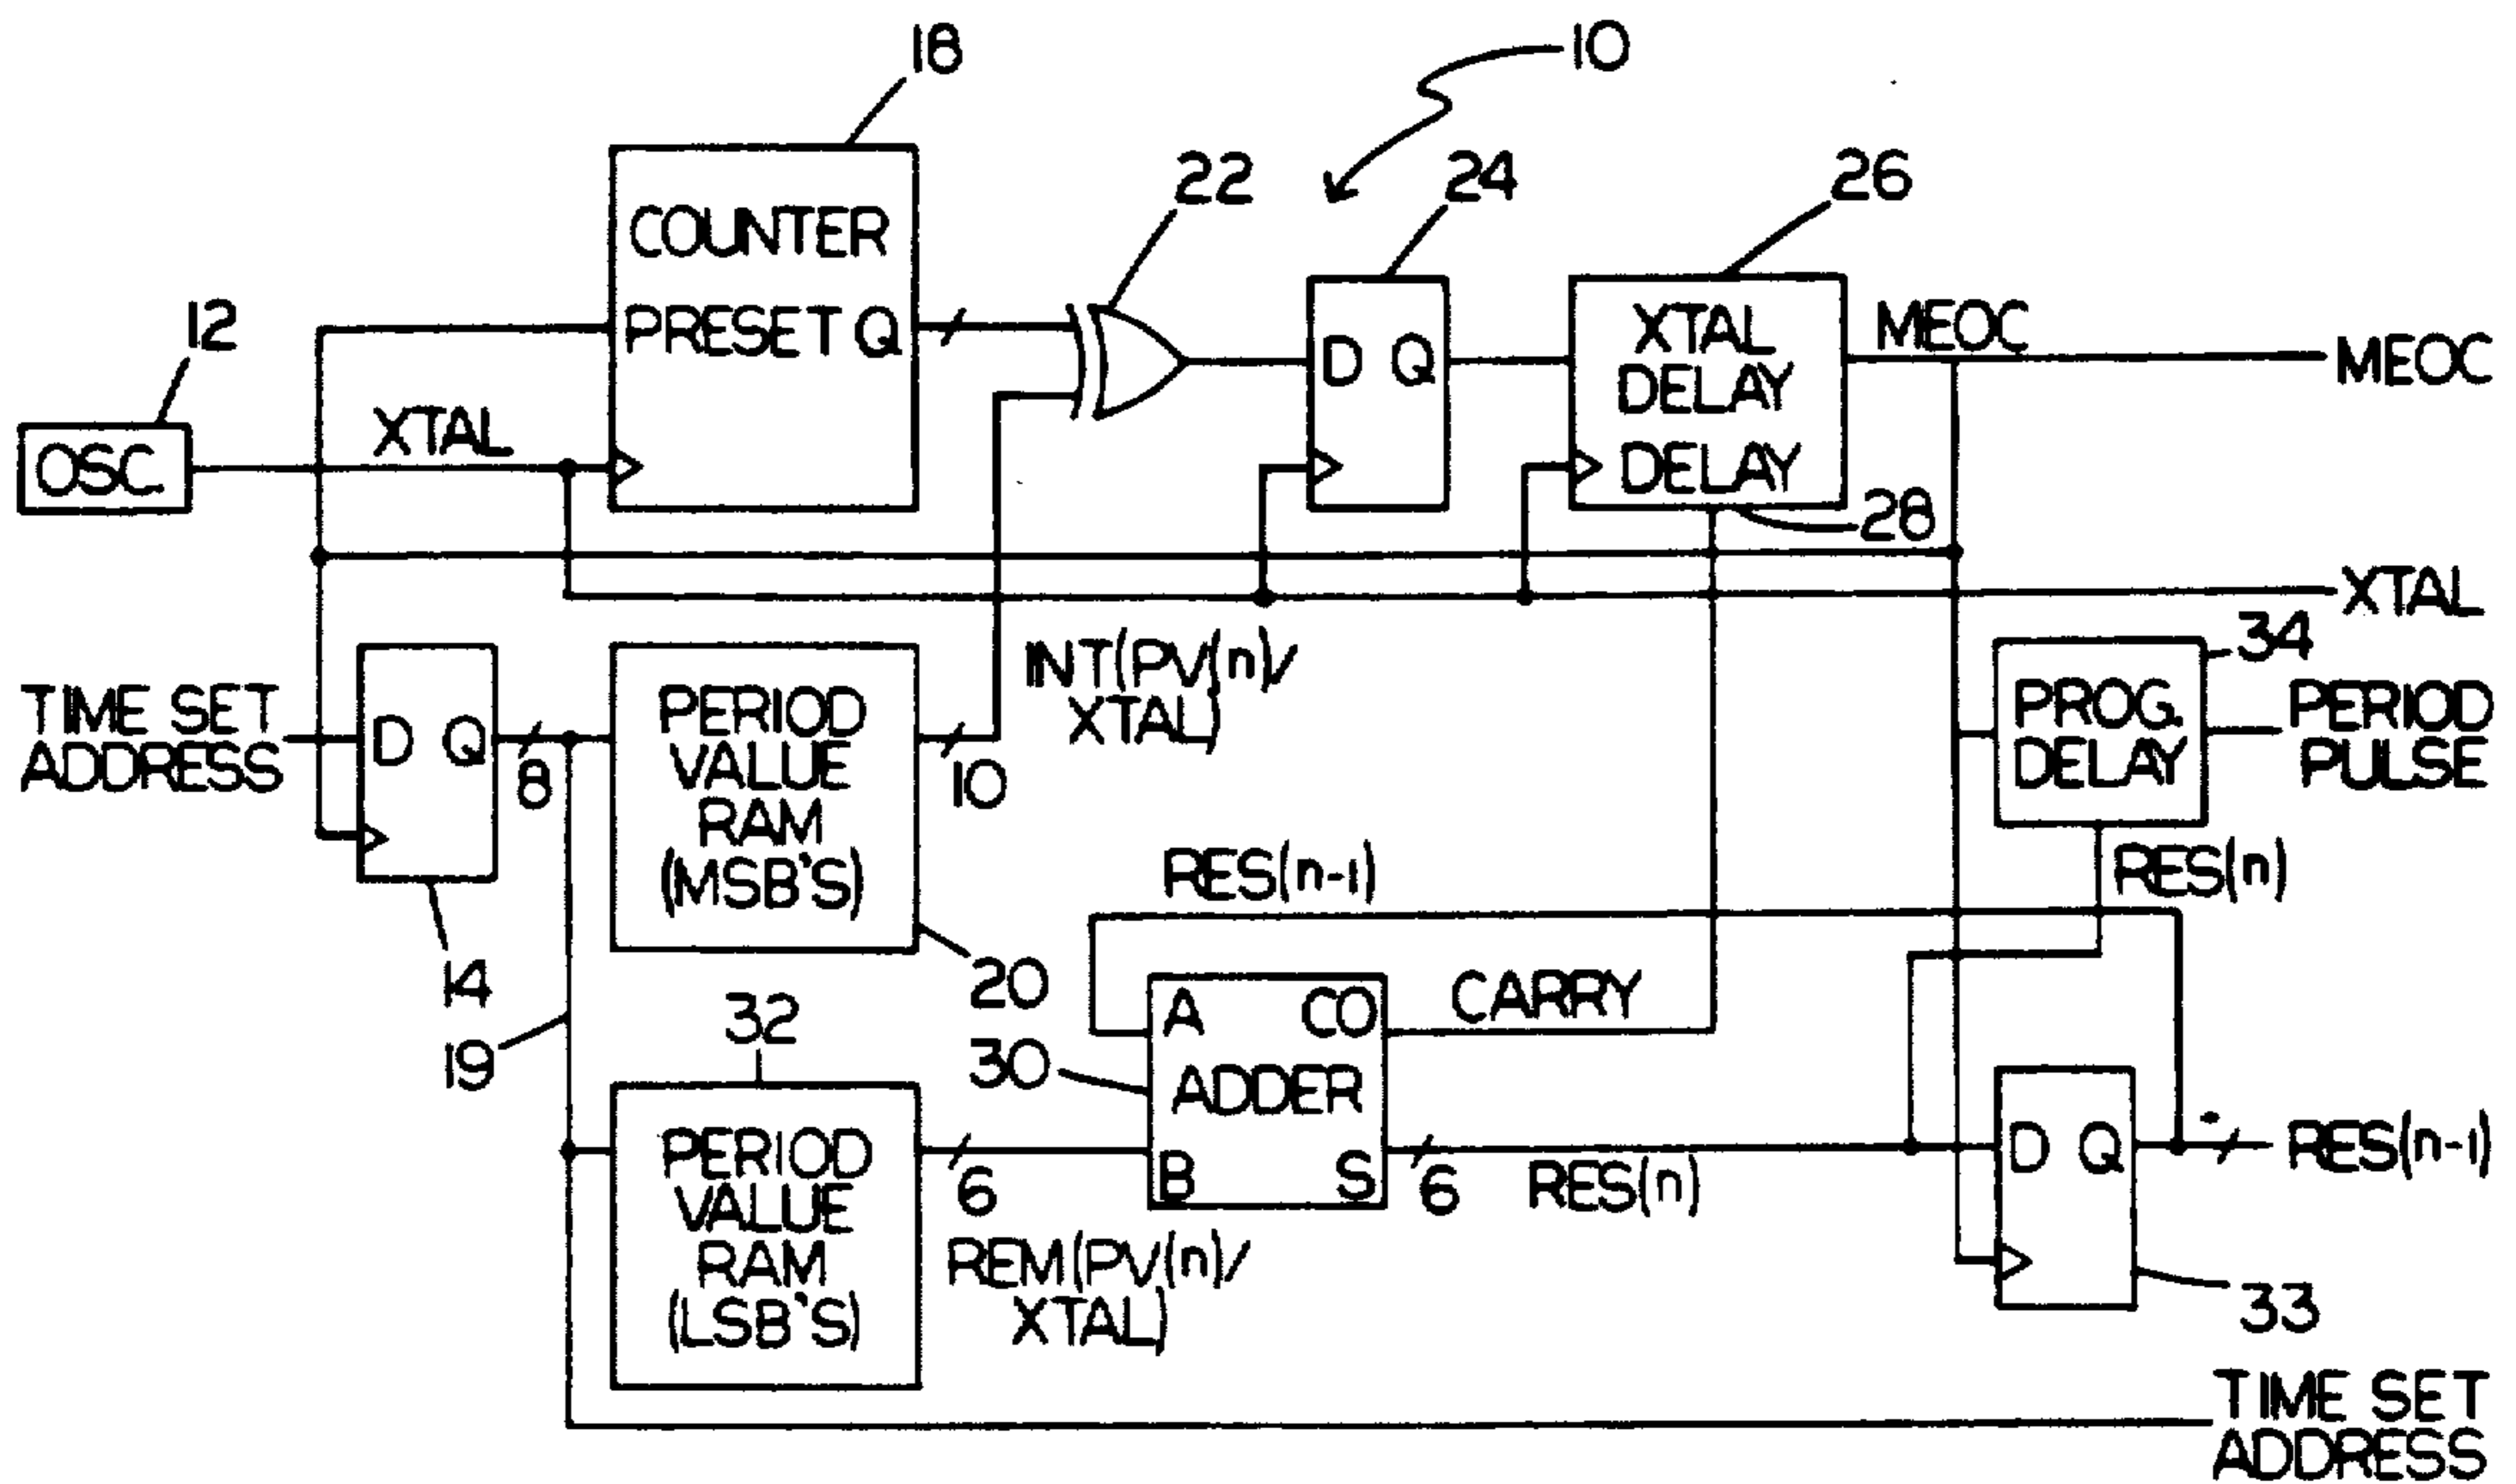 18
10
22
24
26
COUNTER
PRESET Q
12
XTAL
OSC.
D Q
XTAL
DELAY
DELAY
MEOC
MEOC
28
XTAL
34
TIME SET
ADDRESS
D Q
8
PERIOD
VALUE
RAM
(MSB'S)
10
INT(PV(n)/
XTAL)
PROG.
DELAY
PERIOD
PULSE
RES(n-1)
RES(n)
14
20
19
32
30
A CO
ADDER
B S
CARRY
PERIOD
VALUE
RAM
(LSB'S)
6
REM(PV(n)/
XTAL)
6
RES(n)
D Q
RES(n-1)
33
TIME SET
ADDRESS